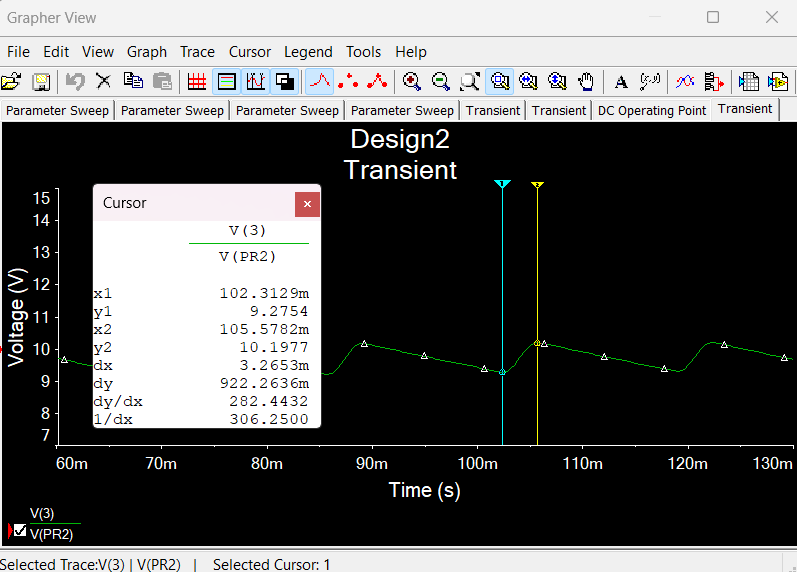 Grapher View
File Edit View Graph Trace Cursor Legend Tools Help
A
Parameter Sweep Parameter Sweep Parameter Sweep Parameter Sweep Transient Transient DC Operating Point Transient
Design2
Transient
Cursor
V(3)
V(PR2)
x1 102.3129m
y1 9.2754
x2 105.5782m
y2 10.1977
dx 3.2653m
dy 922.2636m
dy/dx 282.4432
1/dx 306.2500
Voltage (V)
15
14
13
12
11
10
9
8
7
1
2
60m 70m 80m 90m 100m 110m 120m 130m
Time (s)
V(3)
V(PR2)
Selected Trace:V(3) | V(PR2) | Selected Cursor: 1